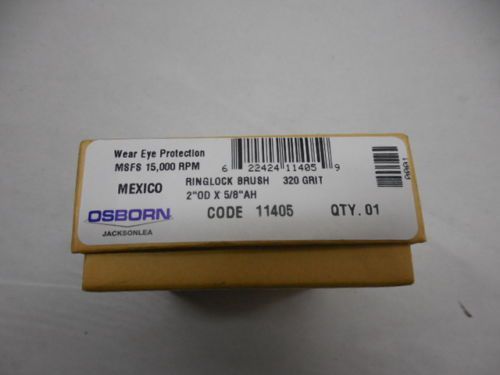 Wear Eye Protection
MSFS 15,000 RPM
6 22424 11405 9
MEXICO
RINGLOCK BRUSH 320 GRIT
2"OD X 5/8"AH
OSBORN
JACKSONLEA
CODE 11405
QTY. 01